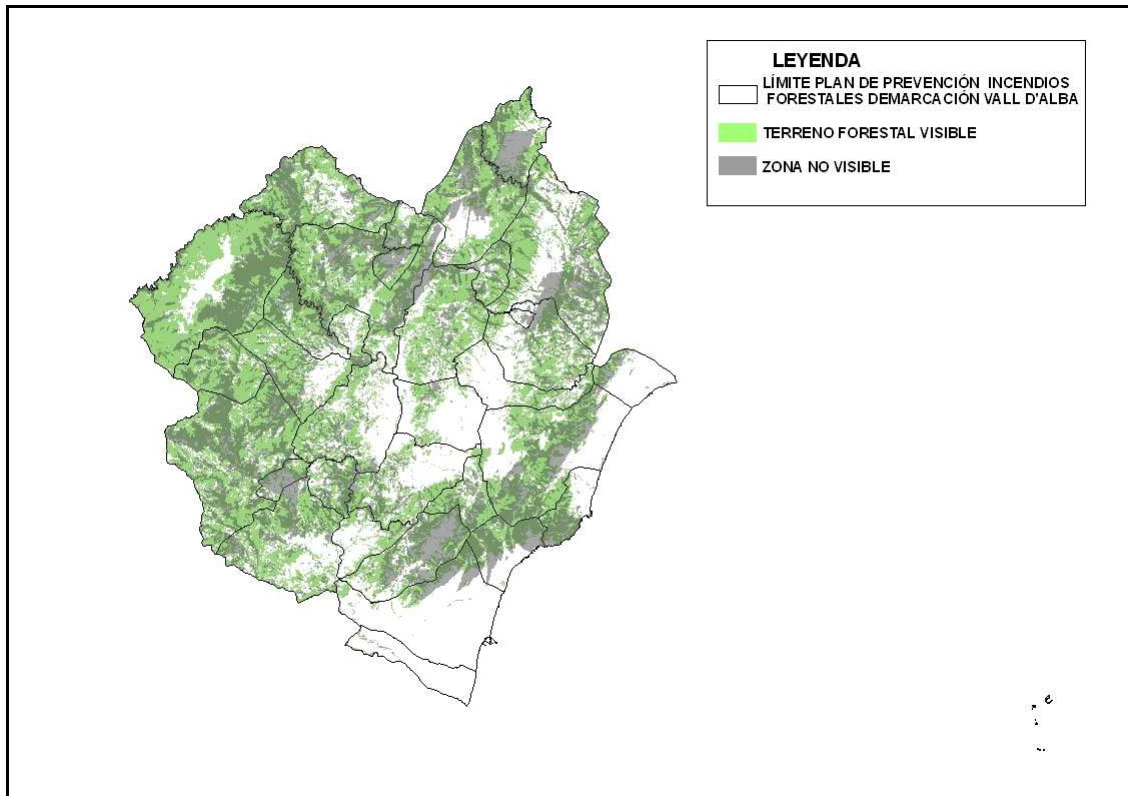 LEYENDA
LÍMITE PLAN DE PREVENCIÓN INCENDIOS
FORESTALES DEMARCACIÓN VALL D'ALBA
TERRENO FORESTAL VISIBLE
ZONA NO VISIBLE